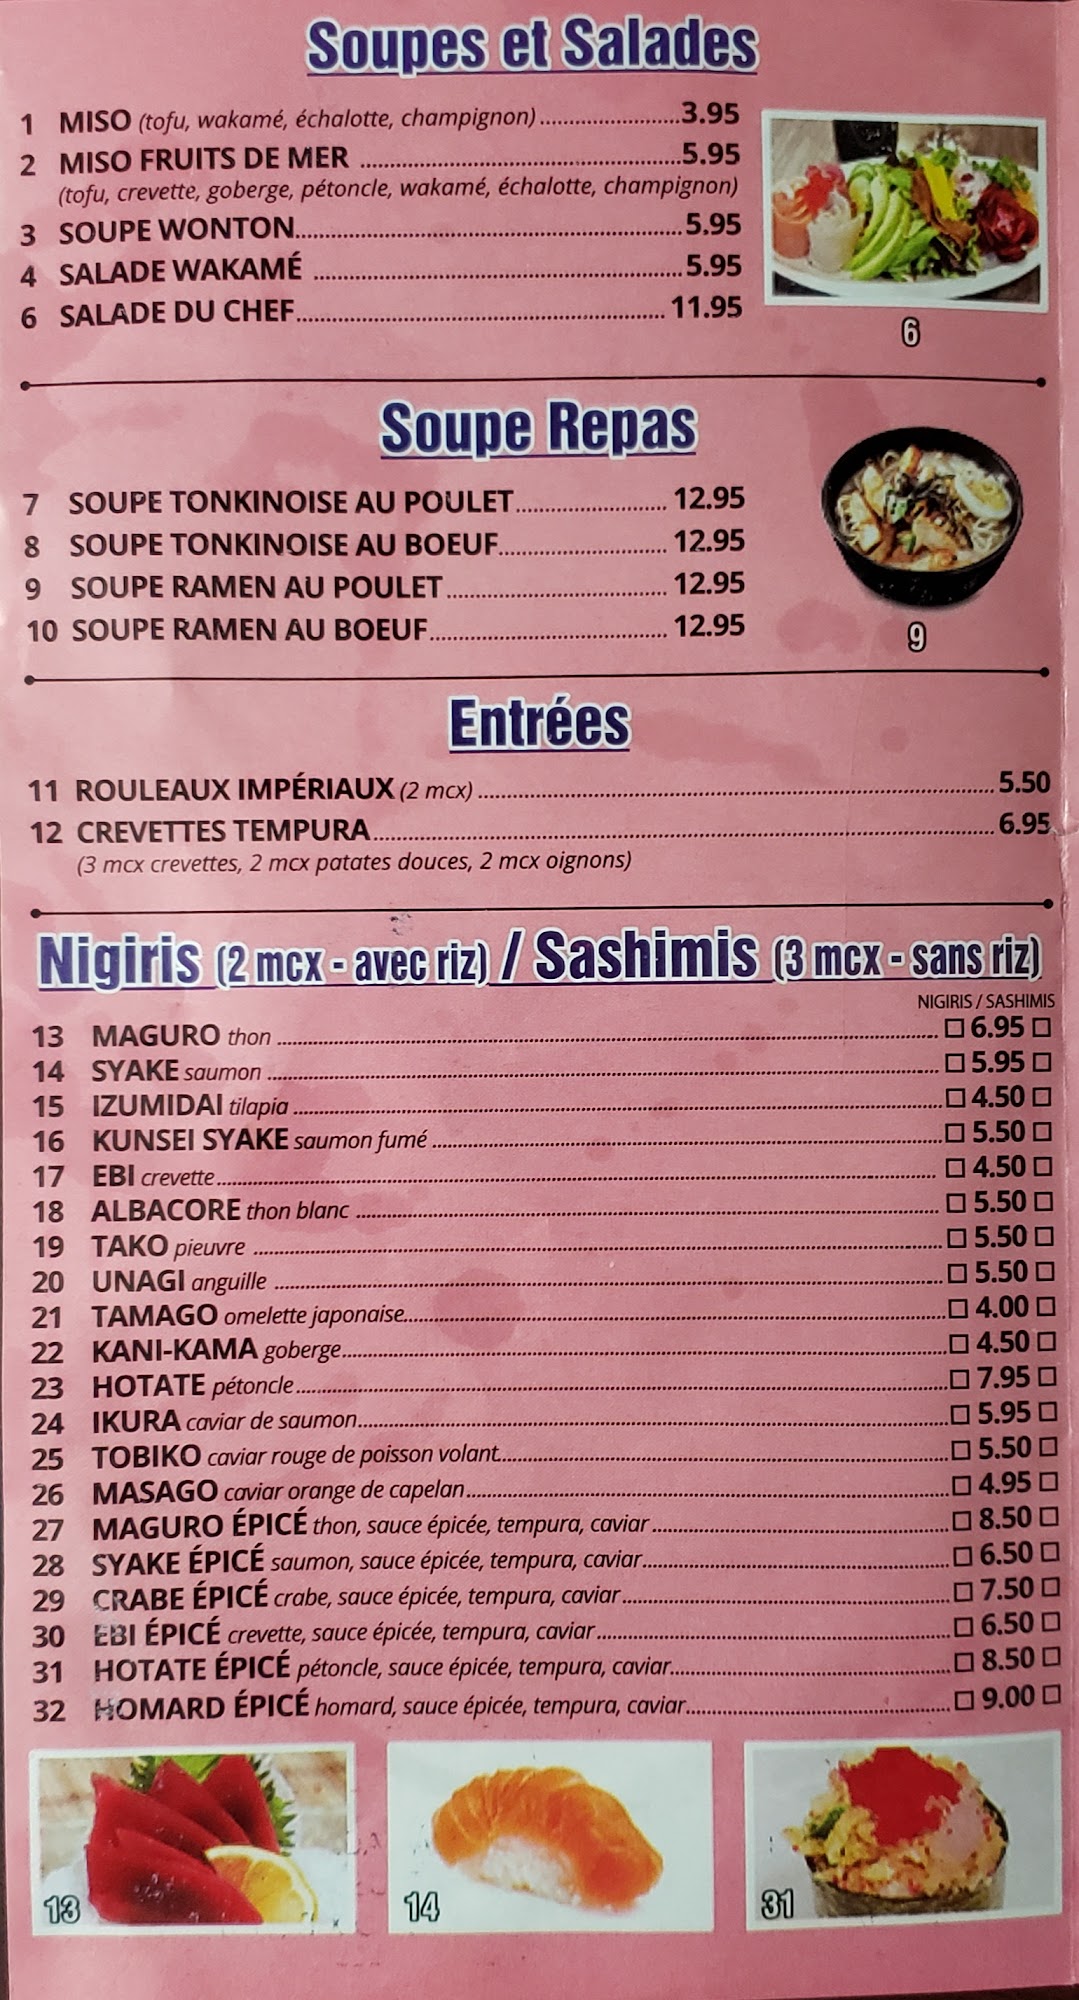 Soupes et Salades
1 MISO (tofu, wakamé, échalotte, champignon) 3.95
2 MISO FRUITS DE MER 5.95
(tofu, crevette, goberge, pétoncle, wakamé, échalotte, champignon)
3 SOUPE WONTON 5.95
4 SALADE WAKAMÉ 5.95
6 SALADE DU CHEF 11.95
6
Soupe Repas
7 SOUPE TONKINOISE AU POULET 12.95
8 SOUPE TONKINOISE AU BOEUF 12.95
9 SOUPE RAMEN AU POULET 12.95
10 SOUPE RAMEN AU BOEUF 12.95
9
Entrées
11 ROULEAUX IMPÉRIAUX (2 mcx) 5.50
12 CREVETTES TEMPURA 6.95
(3 mcx crevettes, 2 mcx patates douces, 2 mcx oignons)
Nigiris (2 mcx - avec riz) / Sashimis (3 mcx - sans riz)
NIGIRIS / SASHIMIS
13 MAGURO thon □ 6.95 □
14 SYAKE saumon □ 5.95 □
15 IZUMIDAI tilapia □ 4.50 □
16 KUNSEI SYAKE saumon fumé □ 5.50 □
17 EBI crevette □ 4.50 □
18 ALBACORE thon blanc □ 5.50 □
19 TAKO pieuvre □ 5.50 □
20 UNAGI anguille □ 5.50 □
21 TAMAGO omelette japonaise □ 4.00 □
22 KANI-KAMA goberge □ 4.50 □
23 HOTATE pétoncle □ 7.95 □
24 IKURA caviar de saumon □ 5.95 □
25 TOBIKO caviar rouge de poisson volant □ 5.50 □
26 MASAGO caviar orange de capelan □ 4.95 □
27 MAGURO ÉPICÉ thon, sauce épicée, tempura, caviar □ 8.50 □
28 SYAKE ÉPICÉ saumon, sauce épicée, tempura, caviar □ 6.50 □
29 CRABE ÉPICÉ crabe, sauce épicée, tempura, caviar □ 7.50 □
30 EBI ÉPICÉ crevette, sauce épicée, tempura, caviar □ 6.50 □
31 HOTATE ÉPICÉ pétoncle, sauce épicée, tempura, caviar □ 8.50 □
32 HOMARD ÉPICÉ homard, sauce épicée, tempura, caviar □ 9.00 □
13
14
31